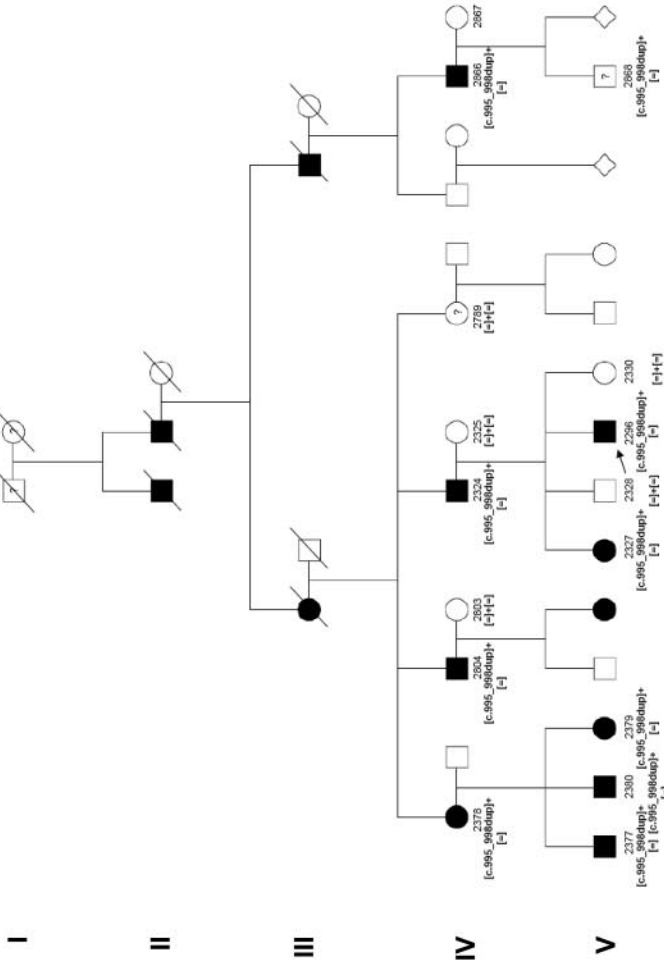 I
?
?
II
III
IV
2378
[c.995_998dup]+
[=]
2804
[c.995_998dup]+
[=]
2803
[=]+[=]
2324
[c.995_998dup]+
[=]
2325
[=]+[=]
?
2789
[=]+[=]
2866
[c.995_998dup]+
[=]
2867
V
2377
[c.995_998dup]+
[=]
2380
[c.995_998dup]+
2379
[c.995_998dup]+
[=]
2327
[c.995_998dup]+
[=]
2328
[=]+[=]
2296
[c.995_998dup]+
[=]
2330
[=]+[=]
?
2868
[c.995_998dup]+
[=]